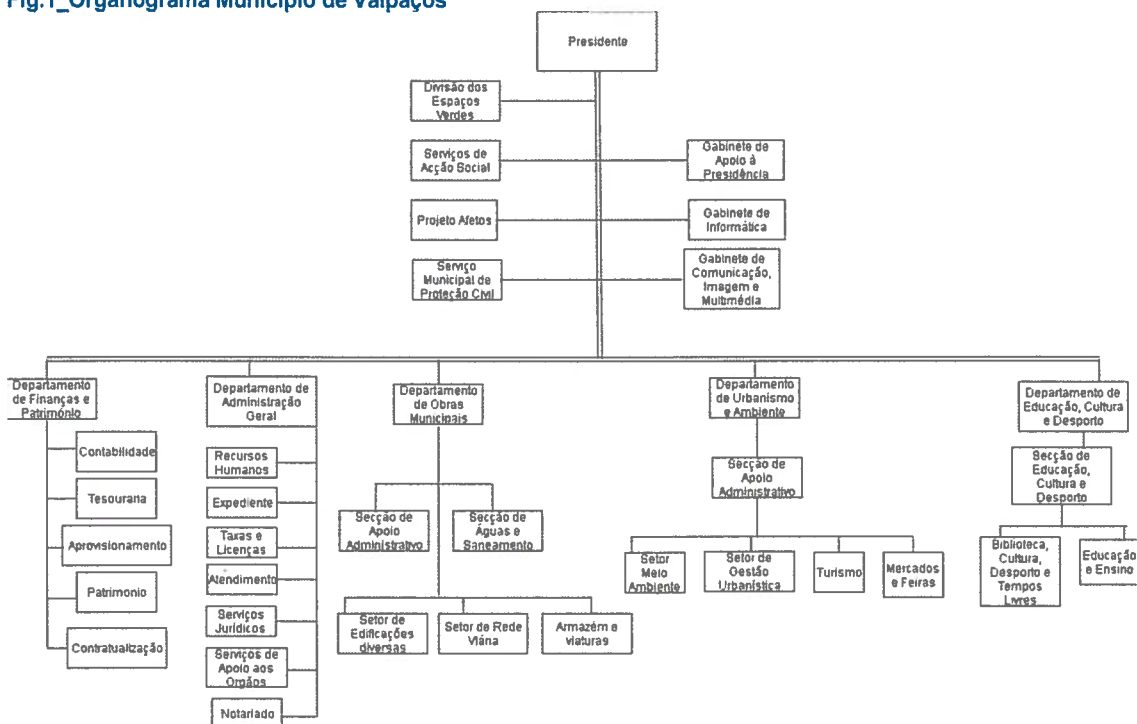 Fig.1_Organograma Município de Valpaços
Presidente
Divisão dos
Espaços
Verdes
Serviços de
Acção Social
Gabinete de
Apoio à
Presidência
Projeto Afetos
Gabinete de
Informática
Serviço
Municipal de
Proteção Civil
Gabinete de
Comunicação,
Imagem e
Multimédia
Departamento
de Finanças e
Património
Contabilidade
Tesouraria
Aprovisionamento
Patrimonio
Contratualização
Departamento de
Administração
Geral
Recursos
Humanos
Expediente
Taxas e
Licenças
Atendimento
Serviços
Jurídicos
Serviços de
Apoio aos
Orgãos
Notariado
Departamento
de Obras
Municipais
Secção de
Apoio
Administrativo
Secção de
Águas e
Saneamento
Setor de
Edificações
diversas
Setor de Rede
Viária
Armazém e
viaturas
Departamento
de Urbanismo
e Ambiente
Secção de
Apoio
Administrativo
Setor
Meio
Ambiente
Setor de
Gestão
Urbanística
Turismo
Mercados
e Feiras
Departamento de
Educação, Cultura
e Desporto
Secção de
Educação,
Cultura e
Desporto
Biblioteca,
Cultura,
Desporto e
Tempos
Livres
Educação
e Ensino